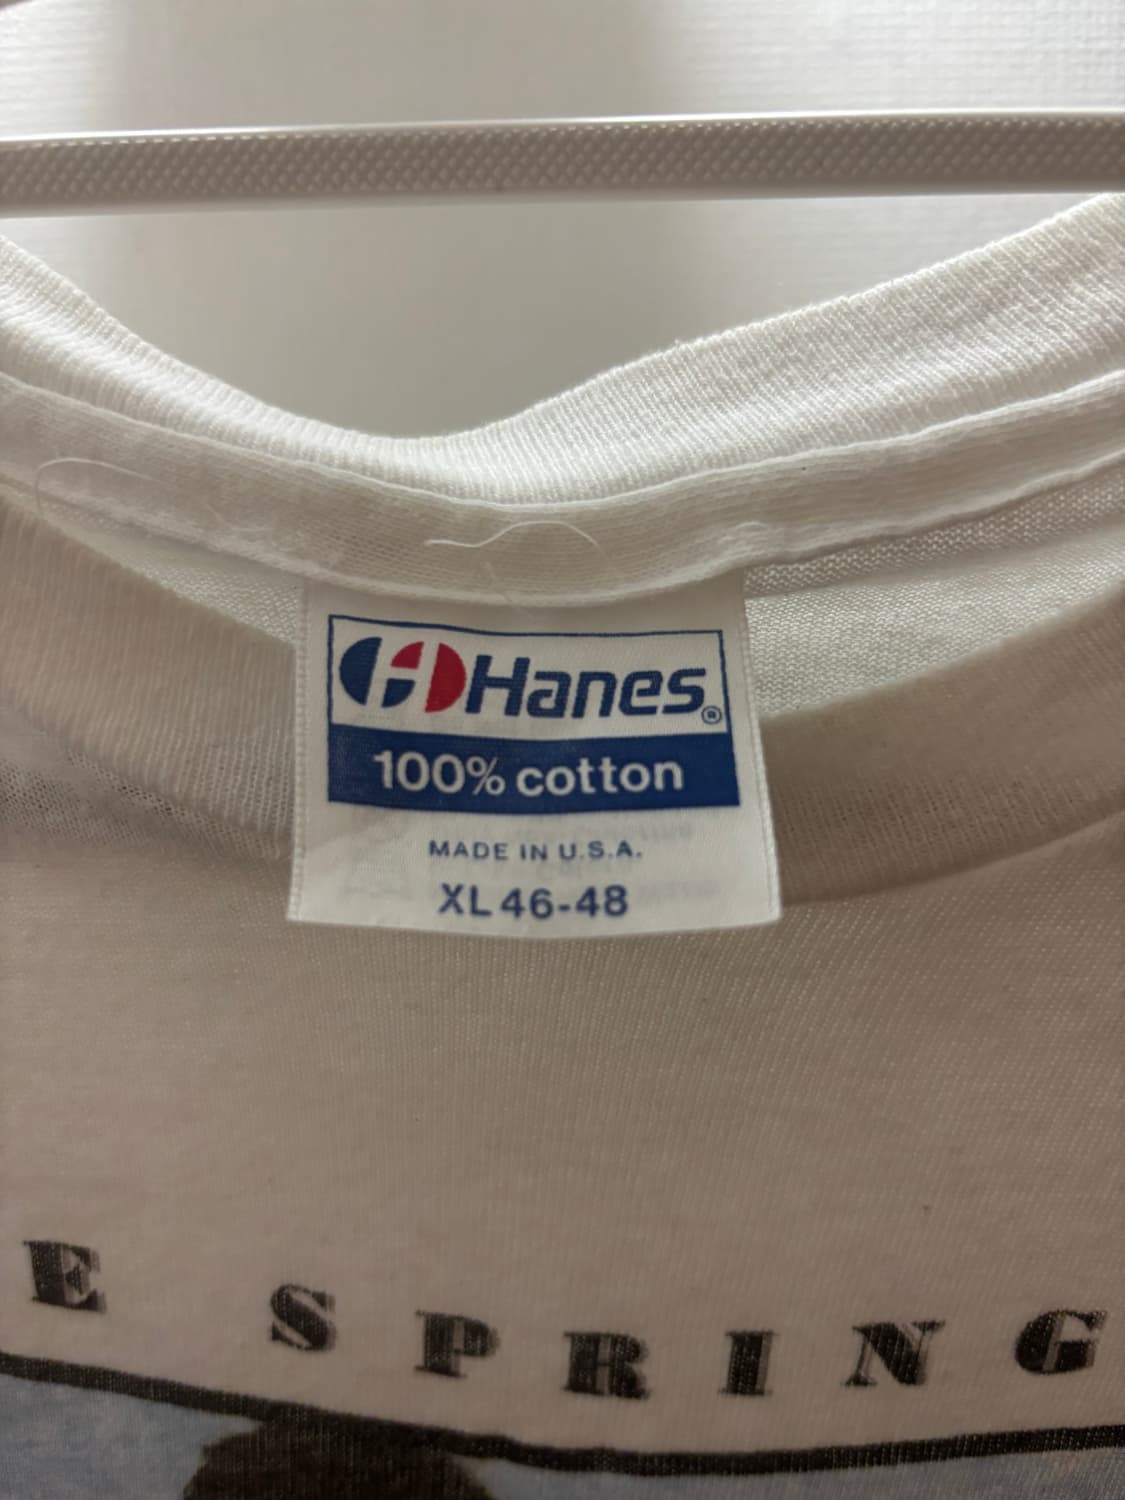 Hanes®
100% cotton
MADE IN U.S.A.
XL 46-48
E SPRING